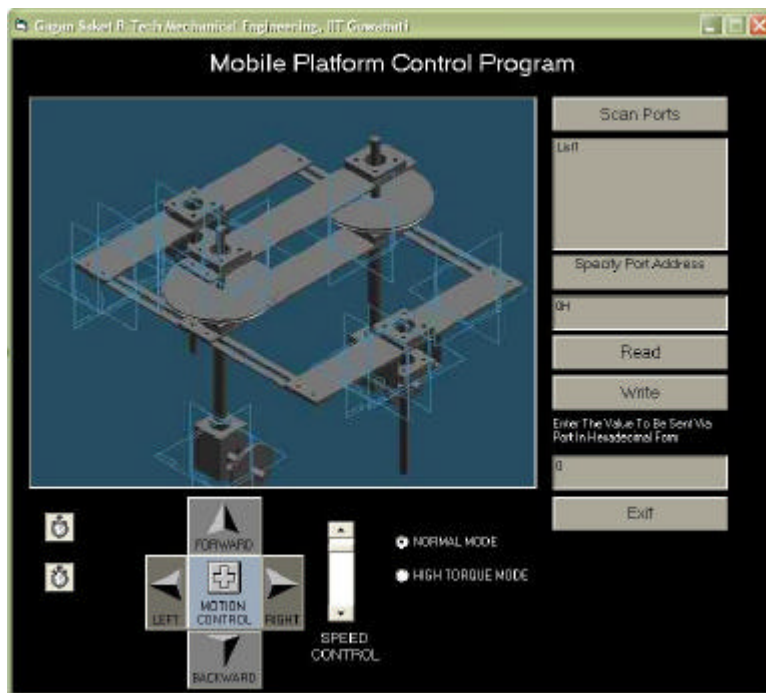 Gagan Saket B. Tech Mechanical Engineering, IIT Guwahati
Mobile Platform Control Program
Scan Ports
List1
Specify Port Address
0H
Read
Write
Enter The Value To Be Sent Via
Port In Hexadecimal Form
0
Exit
FORWARD
LEFT
MOTION
CONTROL
RIGHT
BACKWARD
SPEED
CONTROL
NORMAL MODE
HIGH TORQUE MODE